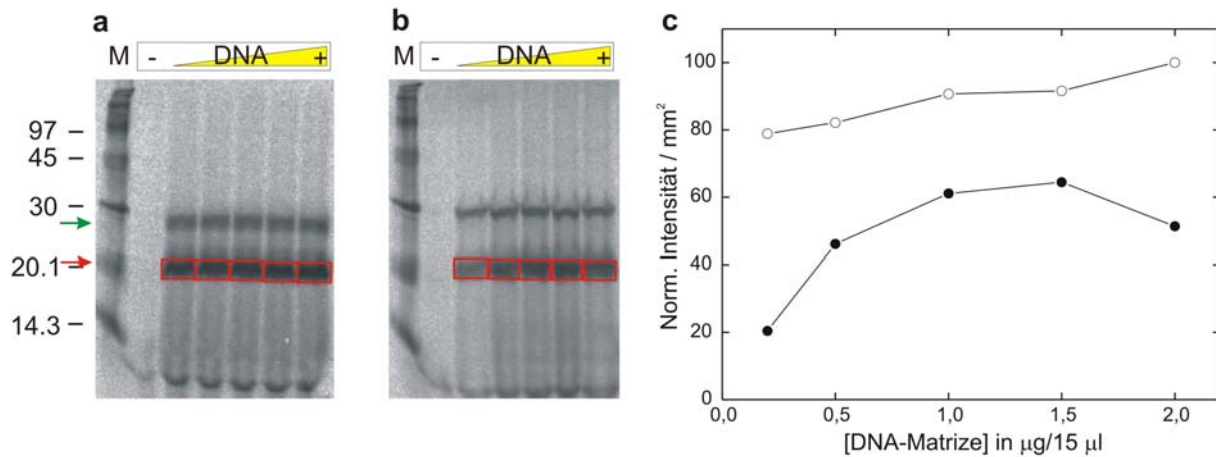 a
M - DNA +
97
45
30
20.1
14.3
b
M - DNA +
c
Norm. Intensität / mm²
100
80
60
40
20
0
0,0 0,5 1,0 1,5 2,0
[DNA-Matrize] in μg/15 μl